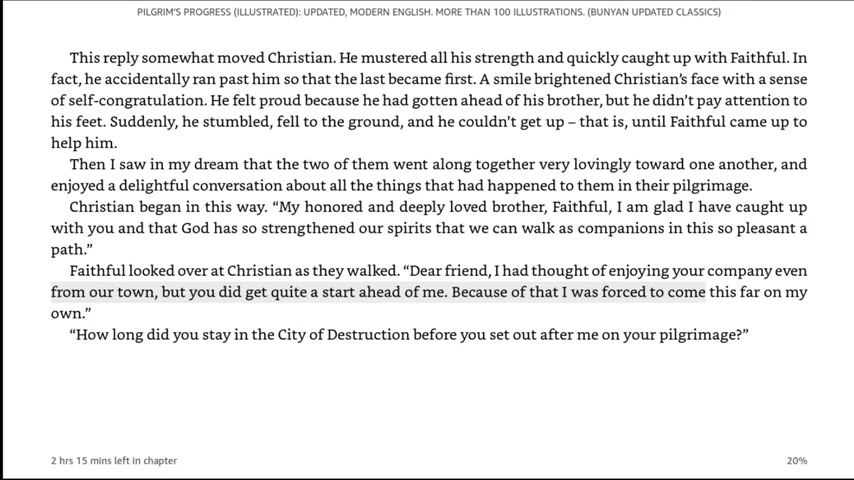 PILGRIM'S PROGRESS (ILLUSTRATED): UPDATED, MODERN ENGLISH. MORE THAN 100 ILLUSTRATIONS. (BUNYAN UPDATED CLASSICS)
This reply somewhat moved Christian. He mustered all his strength and quickly caught up with Faithful. In
fact, he accidentally ran past him so that the last became first. A smile brightened Christian's face with a sense
of self-congratulation. He felt proud because he had gotten ahead of his brother, but he didn't pay attention to
his feet. Suddenly, he stumbled, fell to the ground, and he couldn't get up – that is, until Faithful came up to
help him.
Then I saw in my dream that the two of them went along together very lovingly toward one another, and
enjoyed a delightful conversation about all the things that had happened to them in their pilgrimage.
Christian began in this way. “My honored and deeply loved brother, Faithful, I am glad I have caught up
with you and that God has so strengthened our spirits that we can walk as companions in this so pleasant a
path.”
Faithful looked over at Christian as they walked. “Dear friend, I had thought of enjoying your company even
from our town, but you did get quite a start ahead of me. Because of that I was forced to come this far on my
own.”
“How long did you stay in the City of Destruction before you set out after me on your pilgrimage?”
2 hrs 15 mins left in chapter
20%